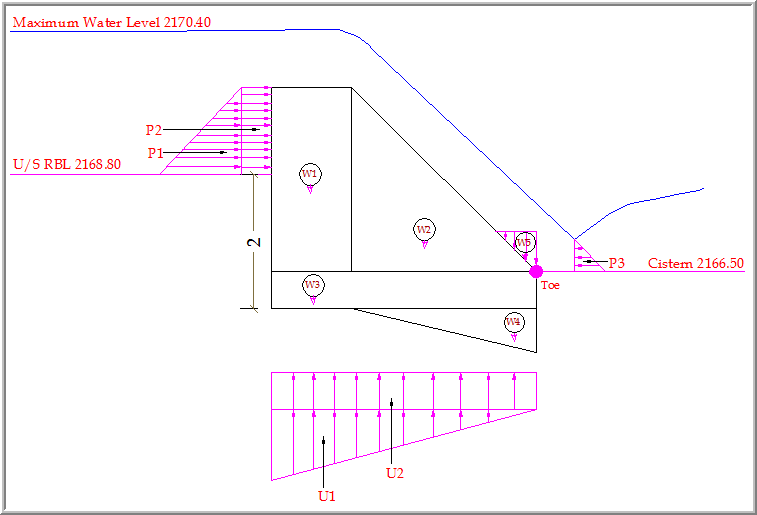 Maximum Water Level 2170.40
P2
P1
U/S RBL 2168.80
W1
2
W2
W5
P3
Cistern 2166.50
W3
Toe
W4
U2
U1